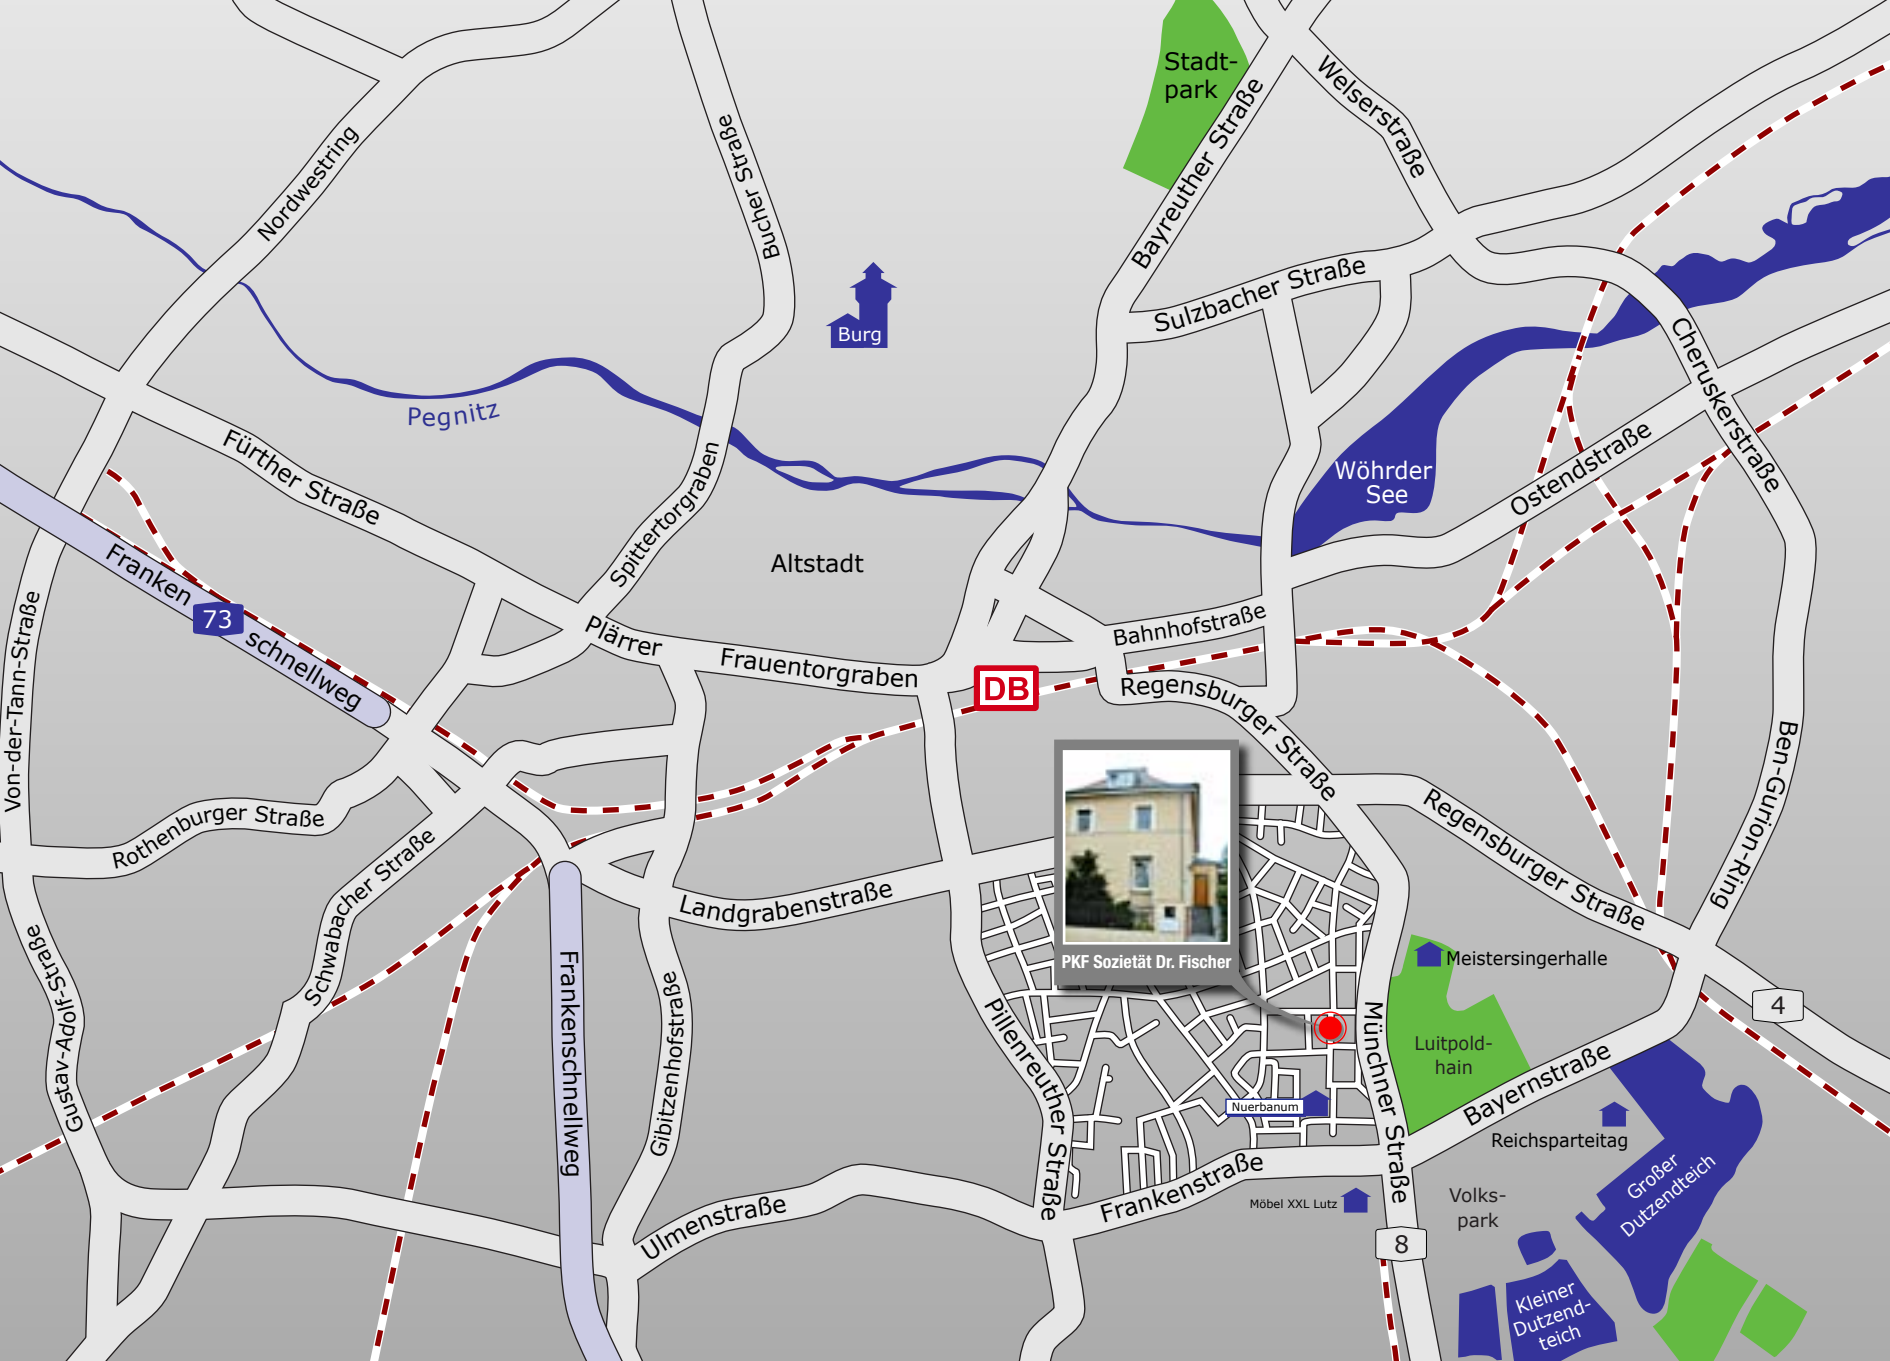 Stadt-
park
Welserstraße
Bayreuther Straße
Bucher Straße
Nordwestring
Sulzbacher Straße
Burg
Cheruskerstraße
Pegnitz
Fürther Straße
Wöhrder
See
Ostendstraße
Spittertorgraben
Altstadt
Franken
73
schnellweg
Von-der-Tann-Straße
Plärrer
Frauentorgraben
Bahnhofstraße
DB
Regensburger Straße
Ben-Gurion-Ring
Rothenburger Straße
Schwabacher Straße
Regensburger Straße
Landgrabenstraße
PKF Sozietät Dr. Fischer
Meistersingerhalle
4
Gustav-Adolf-Straße
Frankenschnellweg
Gibitzenhofstraße
Pillenreuther Straße
Münchner Straße
Luitpold-
hain
Bayernstraße
Nuerbanum
Reichsparteitag
Großer
Dutzendteich
Frankenstraße
Möbel XXL Lutz
Volks-
park
Ulmenstraße
8
Kleiner
Dutzend-
teich